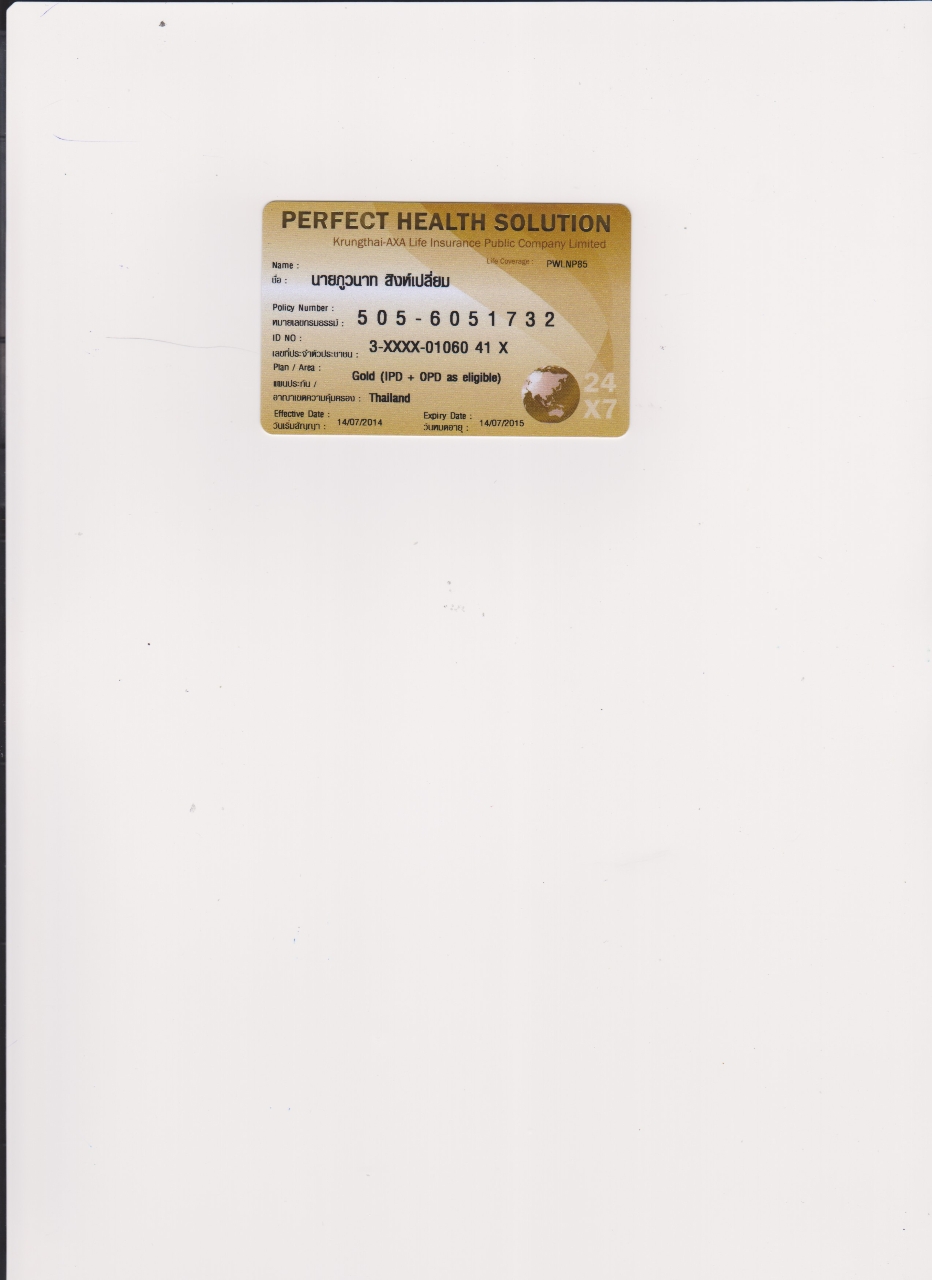 PERFECT HEALTH SOLUTION
Krungthai-AXA Life Insurance Public Company Limited
Life Coverage : PWLNP85
Name :
ชื่อ : นายภูวนาท สิงห์เปลี่ยม
Policy Number :
หมายเลขกรมธรรม์ : 505-6051732
ID NO :
เลขที่ประจำตัวประชาชน : 3-XXXX-01060 41 X
Plan / Area :
แผนประกัน / Gold (IPD + OPD as eligible)
อาณาเขตความคุ้มครอง : Thailand
24
X7
Effective Date : Expiry Date :
วันเริ่มสัญญา : 14/07/2014 วันหมดอายุ : 14/07/2015